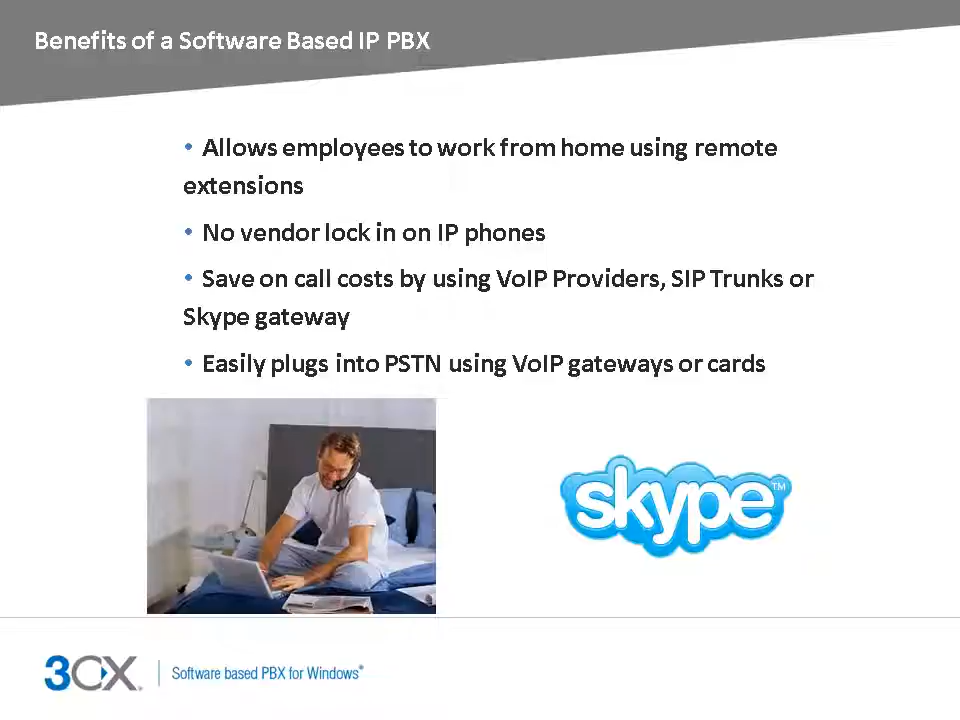 Benefits of a Software Based IP PBX
• Allows employees to work from home using remote
extensions
• No vendor lock in on IP phones
• Save on call costs by using VoIP Providers, SIP Trunks or
Skype gateway
• Easily plugs into PSTN using VoIP gateways or cards
skype™
3CX® | Software based PBX for Windows®